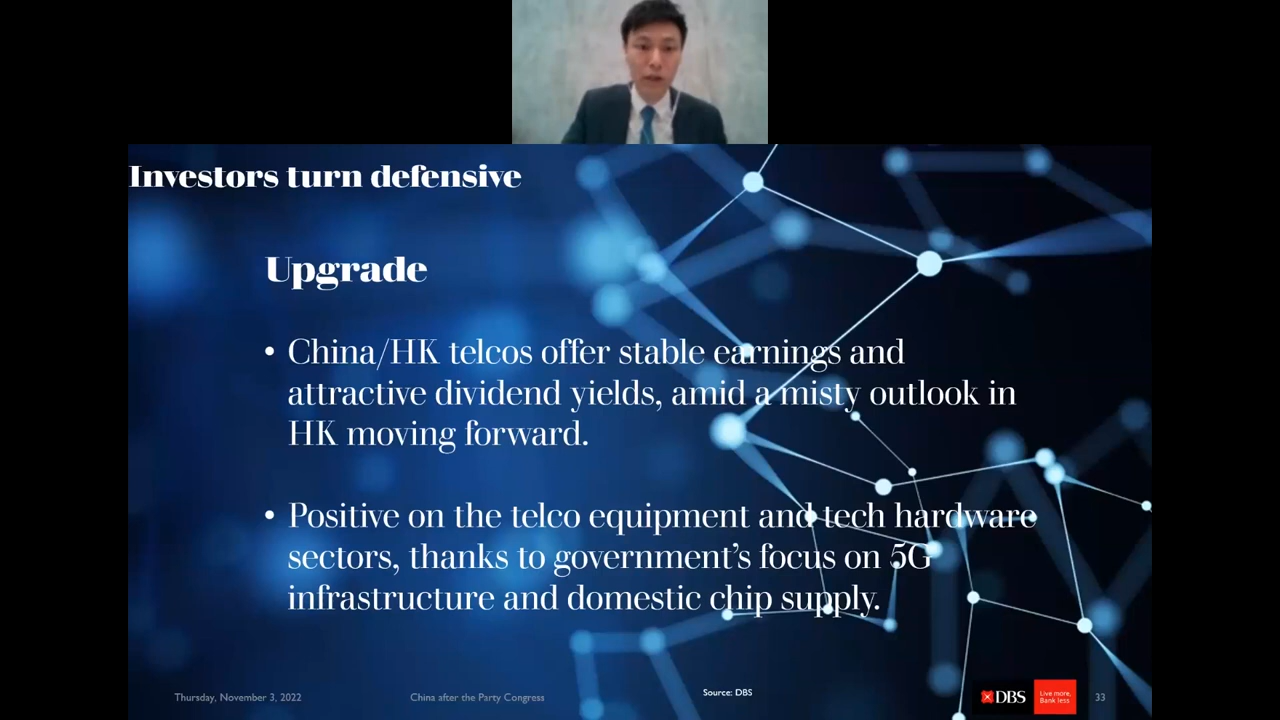 Investors turn defensive
Upgrade
• China/HK telcos offer stable earnings and
attractive dividend yields, amid a misty outlook in
HK moving forward.
• Positive on the telco equipment and tech hardware
sectors, thanks to government's focus on 5G
infrastructure and domestic chip supply.
Thursday, November 3, 2022
China after the Party Congress
Source: DBS
DBS
Live more,
Bank less
33